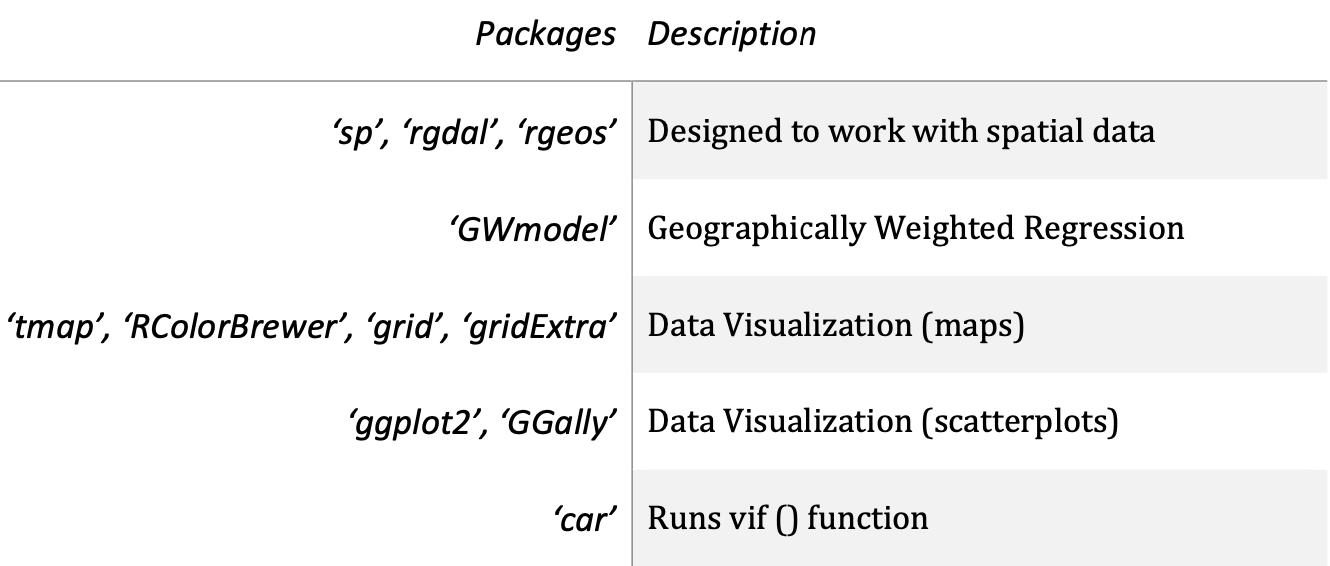 Packages Description
‘sp’, ‘rgdal’, ‘rgeos’ Designed to work with spatial data
‘GWmodel’ Geographically Weighted Regression
‘tmap’, ‘RColorBrewer’, ‘grid’, ‘gridExtra’ Data Visualization (maps)
‘ggplot2’, ‘GGally’ Data Visualization (scatterplots)
‘car’ Runs vif () function